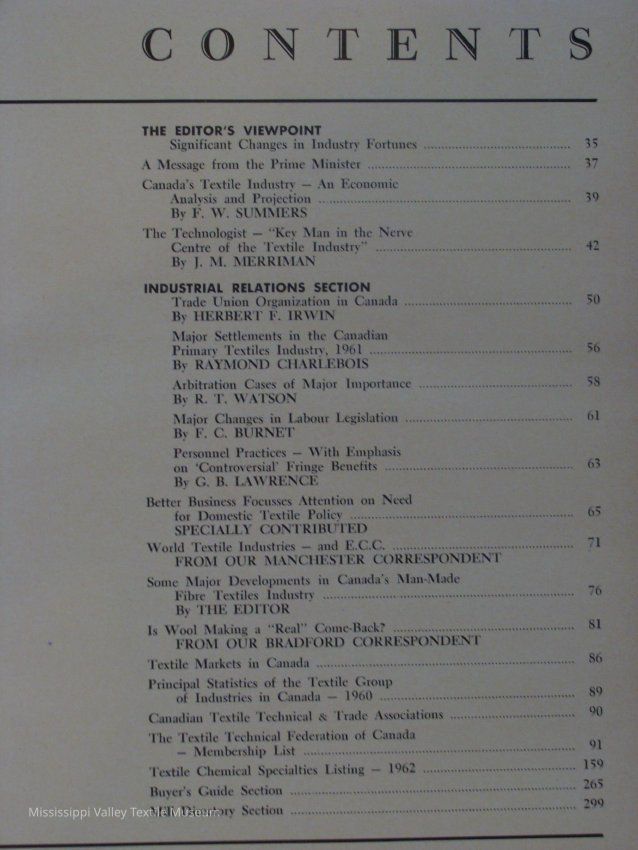 CONTENTS
THE EDITOR'S VIEWPOINT
Significant Changes in Industry Fortunes ........ 35
A Message from the Prime Minister ........ 37
Canada's Textile Industry — An Economic
Analysis and Projection ........ 39
By F. W. SUMMERS
The Technologist — "Key Man in the Nerve
Centre of the Textile Industry" ........ 42
By J. M. MERRIMAN
INDUSTRIAL RELATIONS SECTION
Trade Union Organization in Canada ........ 50
By HERBERT F. IRWIN
Major Settlements in the Canadian
Primary Textiles Industry, 1961 ........ 56
By RAYMOND CHARLEBOIS
Arbitration Cases of Major Importance ........ 58
By R. T. WATSON
Major Changes in Labour Legislation ........ 61
By F. C. BURNET
Personnel Practices — With Emphasis
on 'Controversial' Fringe Benefits ........ 63
By G. B. LAWRENCE
Better Business Focusses Attention on Need
for Domestic Textile Policy ........ 65
SPECIALLY CONTRIBUTED
World Textile Industries — and E.C.C. ........ 71
FROM OUR MANCHESTER CORRESPONDENT
Some Major Developments in Canada's Man-Made
Fibre Textiles Industry ........ 76
By THE EDITOR
Is Wool Making a "Real" Come-Back? ........ 81
FROM OUR BRADFORD CORRESPONDENT
Textile Markets in Canada ........ 86
Principal Statistics of the Textile Group
of Industries in Canada — 1960 ........ 89
Canadian Textile Technical & Trade Associations ........ 90
The Textile Technical Federation of Canada
— Membership List ........ 91
Textile Chemical Specialties Listing — 1962 ........ 159
Buyer's Guide Section ........ 265
Directory Section ........ 299
Mississippi Valley Textile Museum